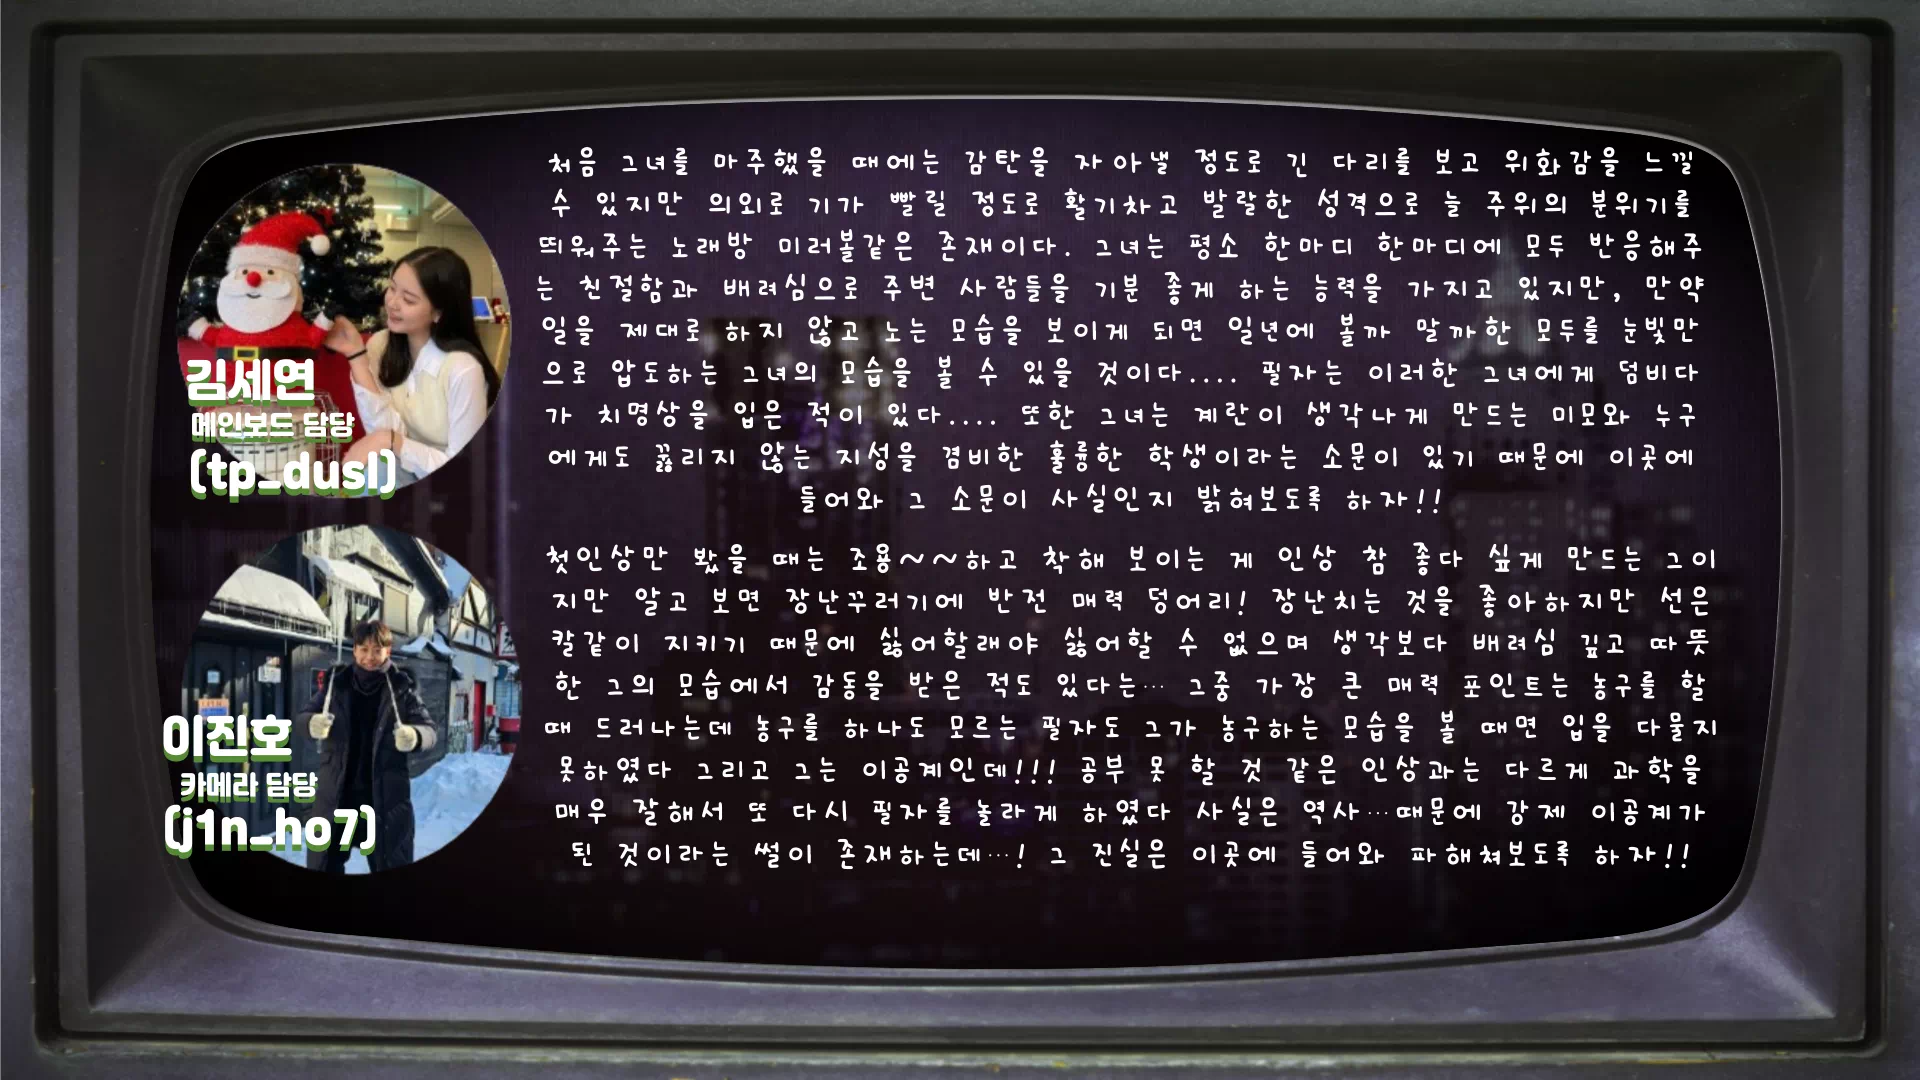 김세연
메인보드 담당
(tp_dusl)
처음 그녀를 마주했을 때에는 감탄을 자아낼 정도로 긴 다리를 보고 위화감을 느낄
수 있지만 의외로 기가 빨릴 정도로 활기차고 발랄한 성격으로 늘 주위의 분위기를
띄워주는 노래방 미러볼같은 존재이다. 그녀는 평소 한마디 한마디에 모두 반응해주
는 친절함과 배려심으로 주변 사람들을 기분 좋게 하는 능력을 가지고 있지만, 만약
일을 제대로 하지 않고 노는 모습을 보이게 되면 일년에 볼까 말까한 모두를 눈빛만
으로 압도하는 그녀의 모습을 볼 수 있을 것이다.... 필자는 이러한 그녀에게 덤비다
가 치명상을 입은 적이 있다.... 또한 그녀는 계란이 생각나게 만드는 미모와 누구
에게도 꿇리지 않는 지성을 겸비한 훌륭한 학생이라는 소문이 있기 때문에 이곳에
들어와 그 소문이 사실인지 밝혀보도록 하자!!
이진호
카메라 담당
(j1n_ho7)
첫인상만 봤을 때는 조용~~하고 착해 보이는 게 인상 참 좋다 싶게 만드는 그이
지만 알고 보면 장난꾸러기에 반전 매력 덩어리! 장난치는 것을 좋아하지만 선은
칼같이 지키기 때문에 싫어할래야 싫어할 수 없으며 생각보다 배려심 깊고 따뜻
한 그의 모습에서 감동을 받은 적도 있다는… 그중 가장 큰 매력 포인트는 농구를 할
때 드러나는데 농구를 하나도 모르는 필자도 그가 농구하는 모습을 볼 때면 입을 다물지
못하였다 그리고 그는 이공계인데!!! 공부 못 할 것 같은 인상과는 다르게 과학을
매우 잘해서 또 다시 필자를 놀라게 하였다 사실은 역사…때문에 강제 이공계가
된 것이라는 썰이 존재하는데…! 그 진실은 이곳에 들어와 파해쳐보도록 하자!!